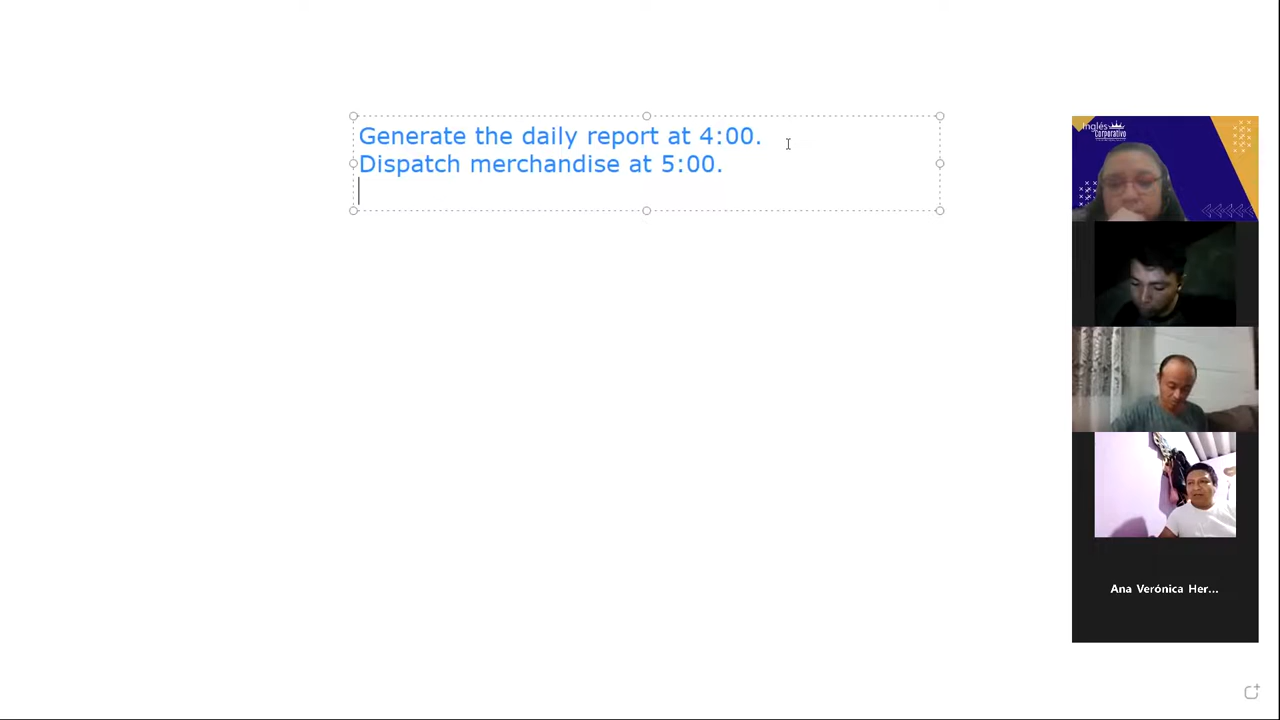 Generate the daily report at 4:00.
Dispatch merchandise at 5:00.
Inglés
Corporativo
Ana Verónica Her...